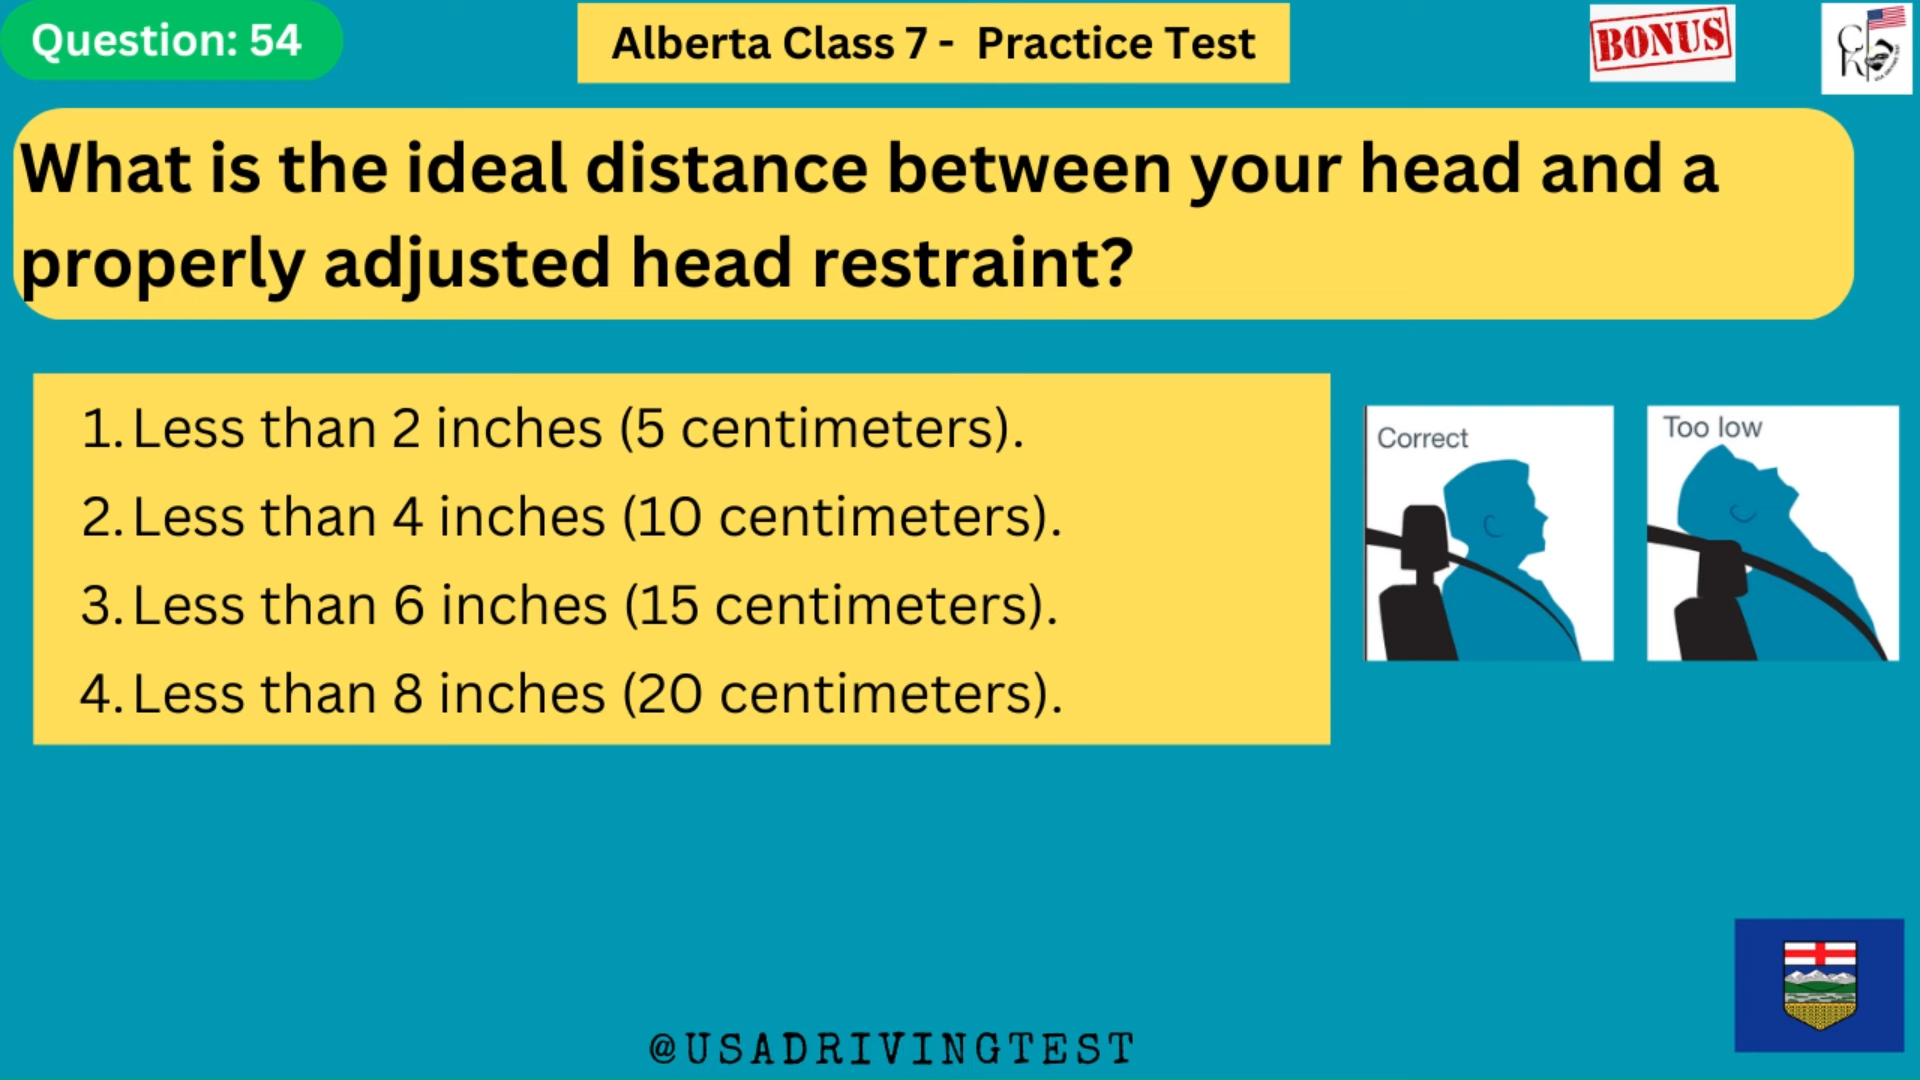 Question: 54
Alberta Class 7 - Practice Test
BONUS
What is the ideal distance between your head and a
properly adjusted head restraint?
1. Less than 2 inches (5 centimeters).
2. Less than 4 inches (10 centimeters).
3. Less than 6 inches (15 centimeters).
4. Less than 8 inches (20 centimeters).
Correct
Too low
@USADRIVINGTEST